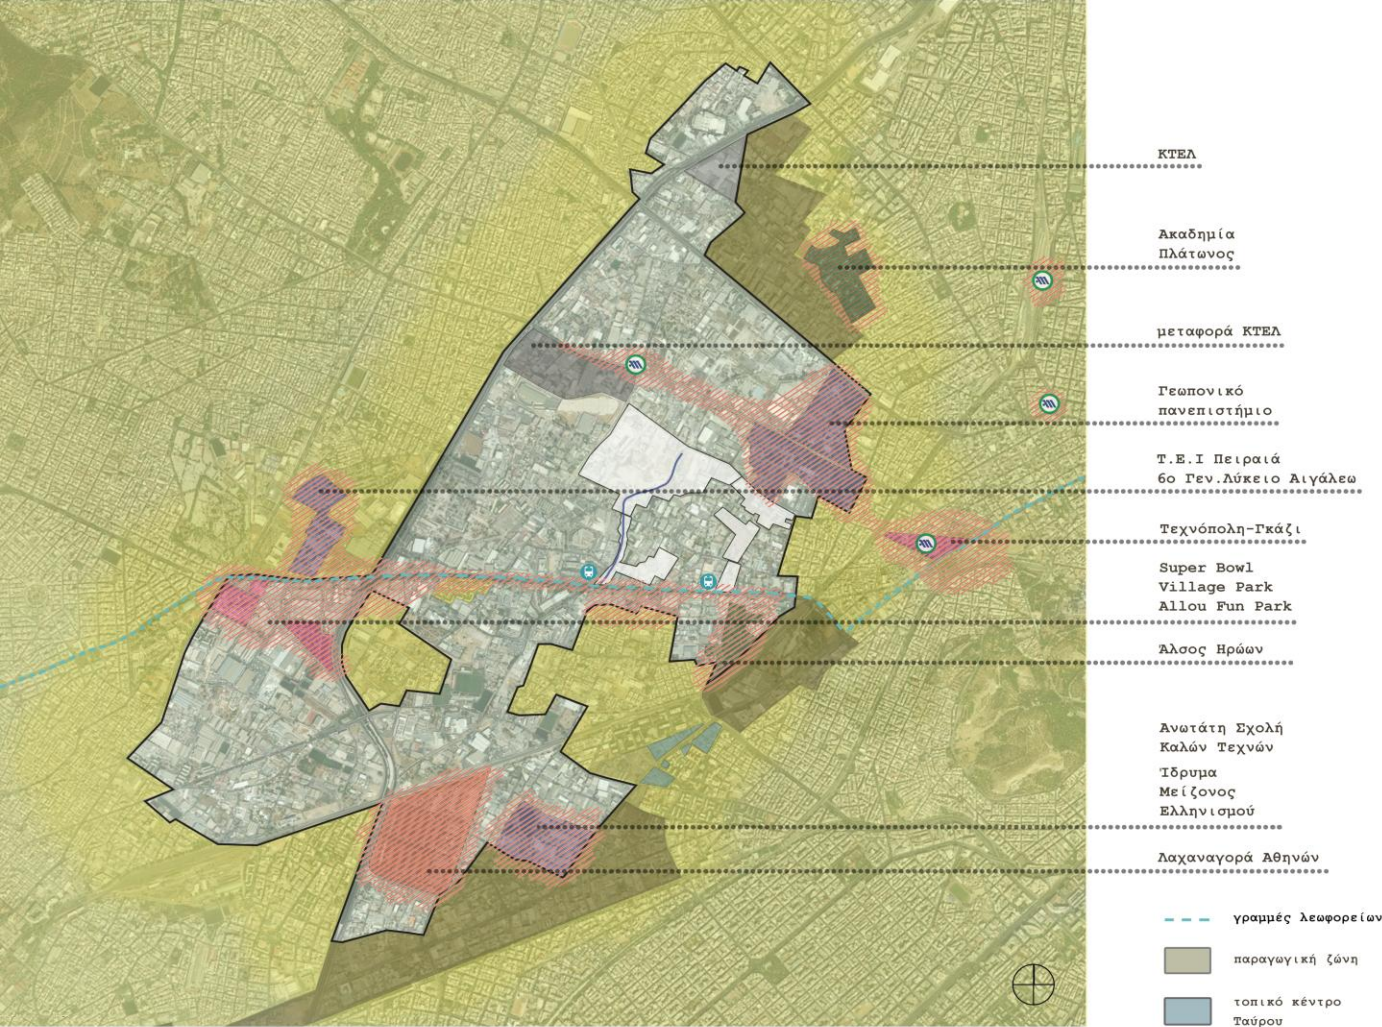 ΚΤΕΛ
Ακαδημία
Πλάτωνος
μεταφορά ΚΤΕΛ
Γεωπονικό
πανεπιστήμιο
Τ.Ε.Ι Πειραιά
6ο Γεν.Λύκειο Αιγάλεω
Τεχνόπολη-Γκάζι
Super Bowl
Village Park
Allou Fun Park
Άλσος Ηρώων
Ανωτάτη Σχολή
Καλών Τεχνών
Ίδρυμα
Μείζονος
Ελληνισμού
Λαχαναγορά Αθηνών
γραμμές λεωφορείων
παραγωγική ζώνη
τοπικό κέντρο
Ταύρου